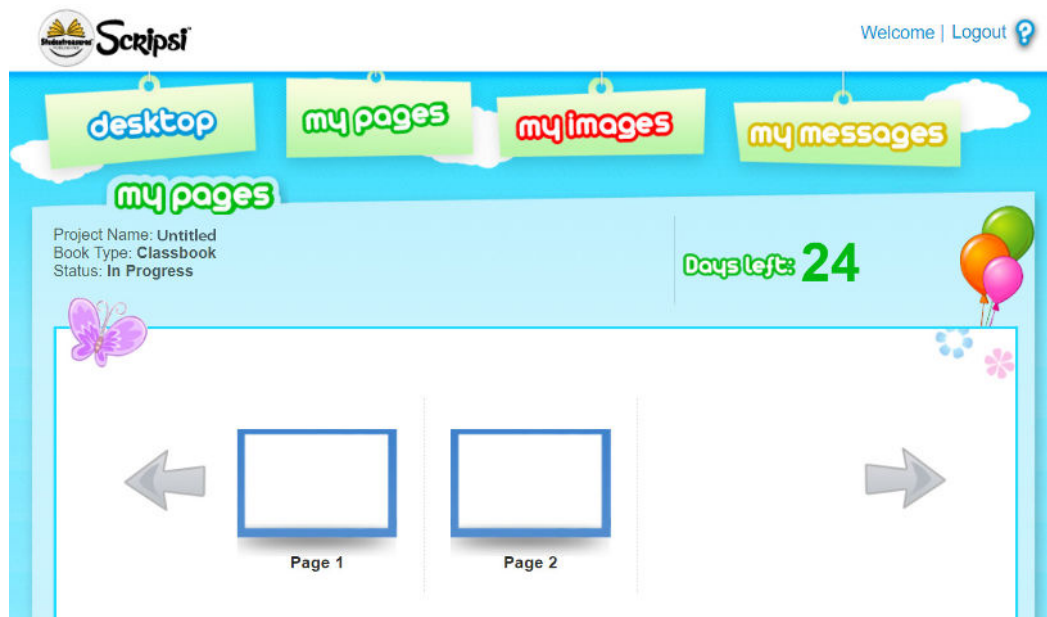 Studentreasures
Scripsi
Welcome | Logout ?
desktop
my pages
my images
my messages
my pages
Project Name: Untitled
Book Type: Classbook
Status: In Progress
Days left: 24
Page 1
Page 2